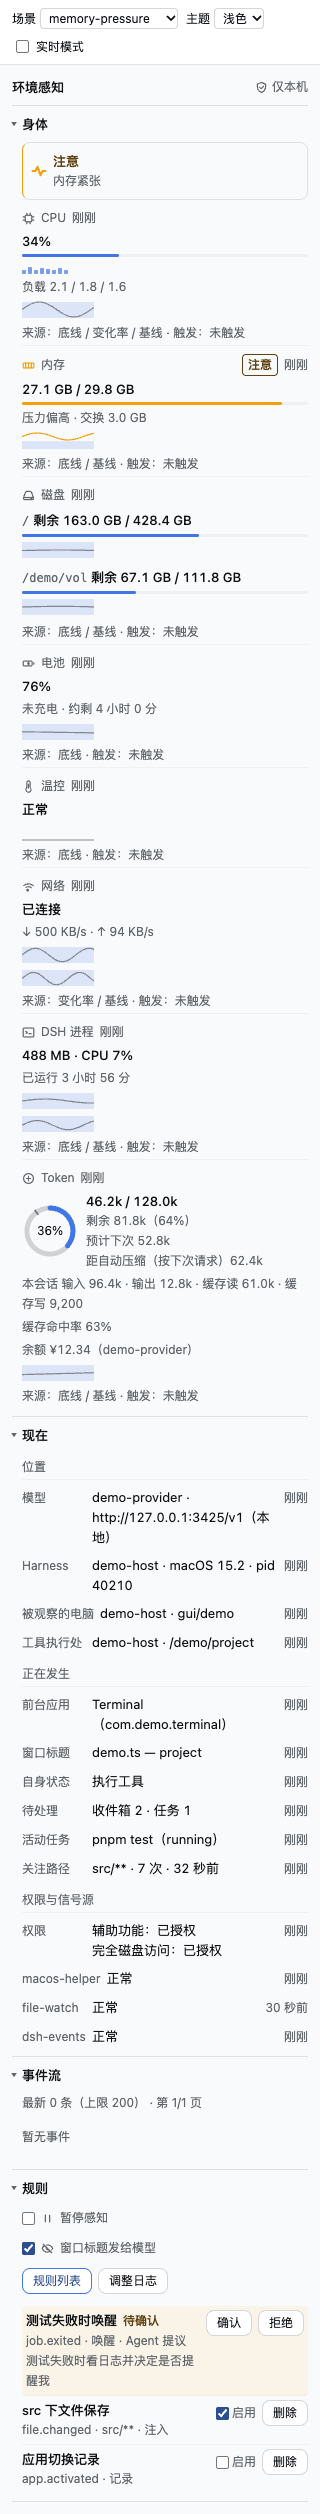 场景 memory-pressure 主题 浅色
实时模式
环境感知 仅本机
身体
注意
内存紧张
CPU 刚刚
34%
负载 2.1 / 1.8 / 1.6
来源：底线 / 变化率 / 基线 · 触发：未触发
内存 注意 刚刚
27.1 GB / 29.8 GB
压力偏高 · 交换 3.0 GB
来源：底线 / 基线 · 触发：未触发
磁盘 刚刚
/ 剩余 163.0 GB / 428.4 GB
/demo/vol 剩余 67.1 GB / 111.8 GB
来源：底线 / 基线 · 触发：未触发
电池 刚刚
76%
未充电 · 约剩 4 小时 0 分
来源：底线 / 变化率 · 触发：未触发
温控 刚刚
正常
来源：底线 · 触发：未触发
网络 刚刚
已连接
↓ 500 KB/s · ↑ 94 KB/s
来源：变化率 / 基线 · 触发：未触发
DSH 进程 刚刚
488 MB · CPU 7%
已运行 3 小时 56 分
来源：底线 / 变化率 / 基线 · 触发：未触发
Token 刚刚
36%
46.2k / 128.0k
剩余 81.8k（64%）
预计下次 52.8k
距自动压缩（按下次请求）62.4k
本会话 输入 96.4k · 输出 12.8k · 缓存读 61.0k · 缓
存写 9,200
缓存命中率 63%
余额 ¥12.34（demo-provider）
来源：底线 / 变化率 / 基线 · 触发：未触发
现在
位置
模型 demo-provider · 刚刚
http://127.0.0.1:3425/v1（本
地）
Harness demo-host · macOS 15.2 · pid 刚刚
40210
被观察的电脑 demo-host · gui/demo 刚刚
工具执行处 demo-host · /demo/project 刚刚
正在发生
前台应用 Terminal 刚刚
（com.demo.terminal）
窗口标题 demo.ts — project 刚刚
自身状态 执行工具 刚刚
待处理 收件箱 2 · 任务 1 刚刚
活动任务 pnpm test（running） 刚刚
关注路径 src/** · 7 次 · 32 秒前 刚刚
权限与信号源
权限 辅助功能：已授权 刚刚
完全磁盘访问：已授权
macos-helper 正常 刚刚
file-watch 正常 30 秒前
dsh-events 正常 刚刚
事件流
最新 0 条（上限 200） · 第 1/1 页
暂无事件
规则
暂停感知
窗口标题发给模型
规则列表 调整日志
测试失败时唤醒 待确认 确认 拒绝
job.exited · 唤醒 · Agent 提议
测试失败时看日志并决定是否提
醒我
src 下文件保存 启用 删除
file.changed · src/** · 注入
应用切换记录 启用 删除
app.activated · 记录